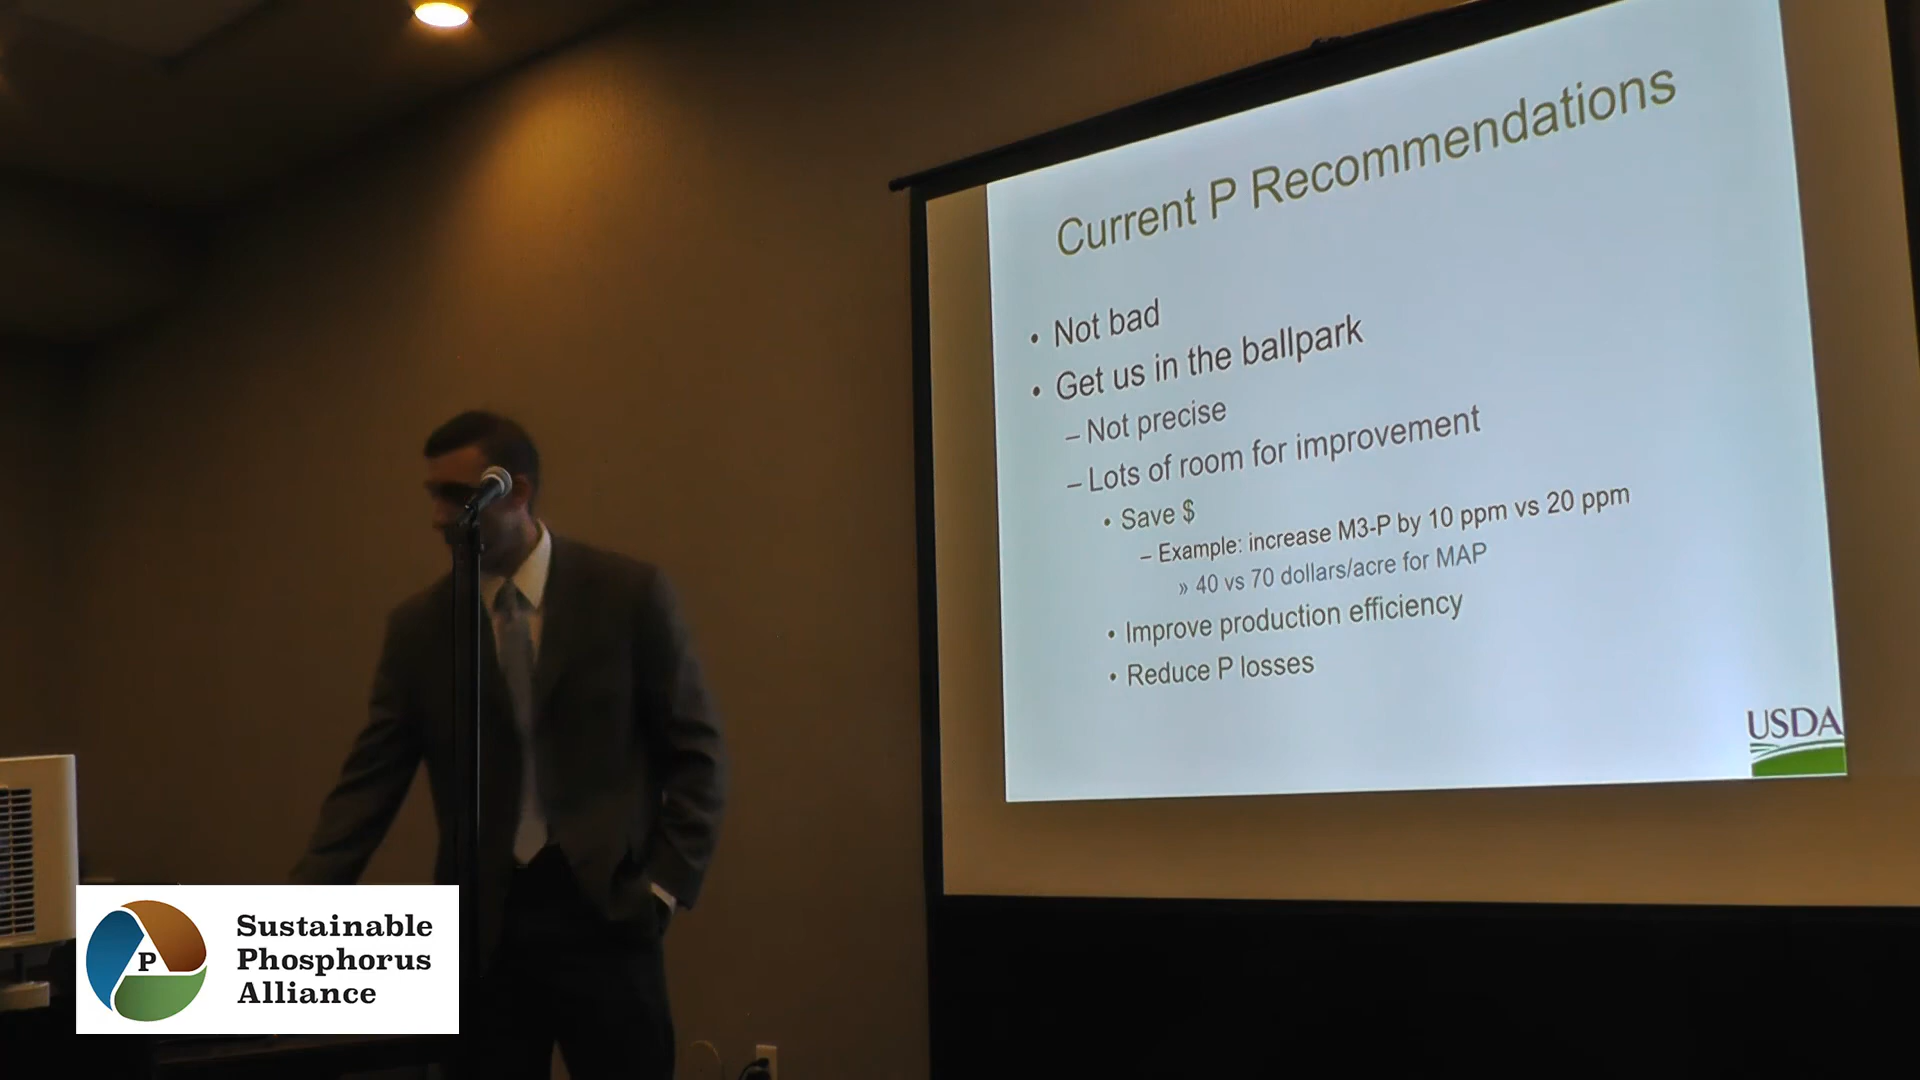 Current P Recommendations
• Not bad
• Get us in the ballpark
– Not precise
– Lots of room for improvement
• Save $
– Example: increase M3-P by 10 ppm vs 20 ppm
» 40 vs 70 dollars/acre for MAP
• Improve production efficiency
• Reduce P losses
USDA
P
Sustainable
Phosphorus
Alliance